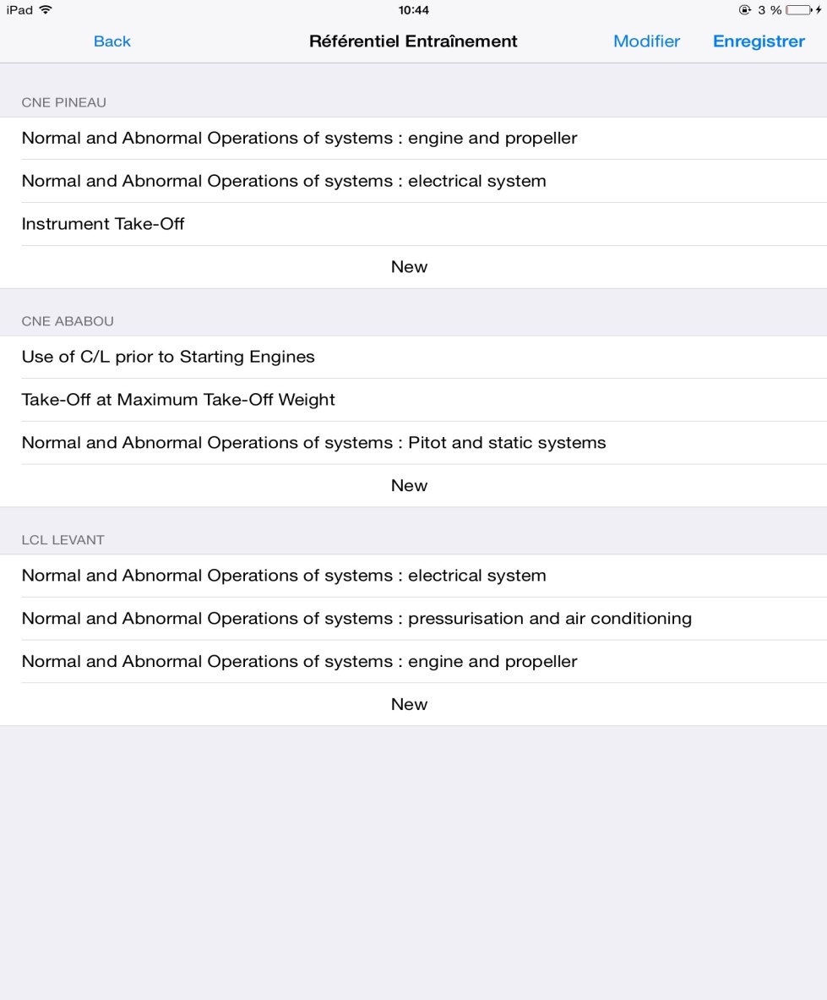 iPad 10:44 3 %
Back Référentiel Entraînement Modifier Enregistrer
CNE PINEAU
Normal and Abnormal Operations of systems : engine and propeller
Normal and Abnormal Operations of systems : electrical system
Instrument Take-Off
New
CNE ABABOU
Use of C/L prior to Starting Engines
Take-Off at Maximum Take-Off Weight
Normal and Abnormal Operations of systems : Pitot and static systems
New
LCL LEVANT
Normal and Abnormal Operations of systems : electrical system
Normal and Abnormal Operations of systems : pressurisation and air conditioning
Normal and Abnormal Operations of systems : engine and propeller
New